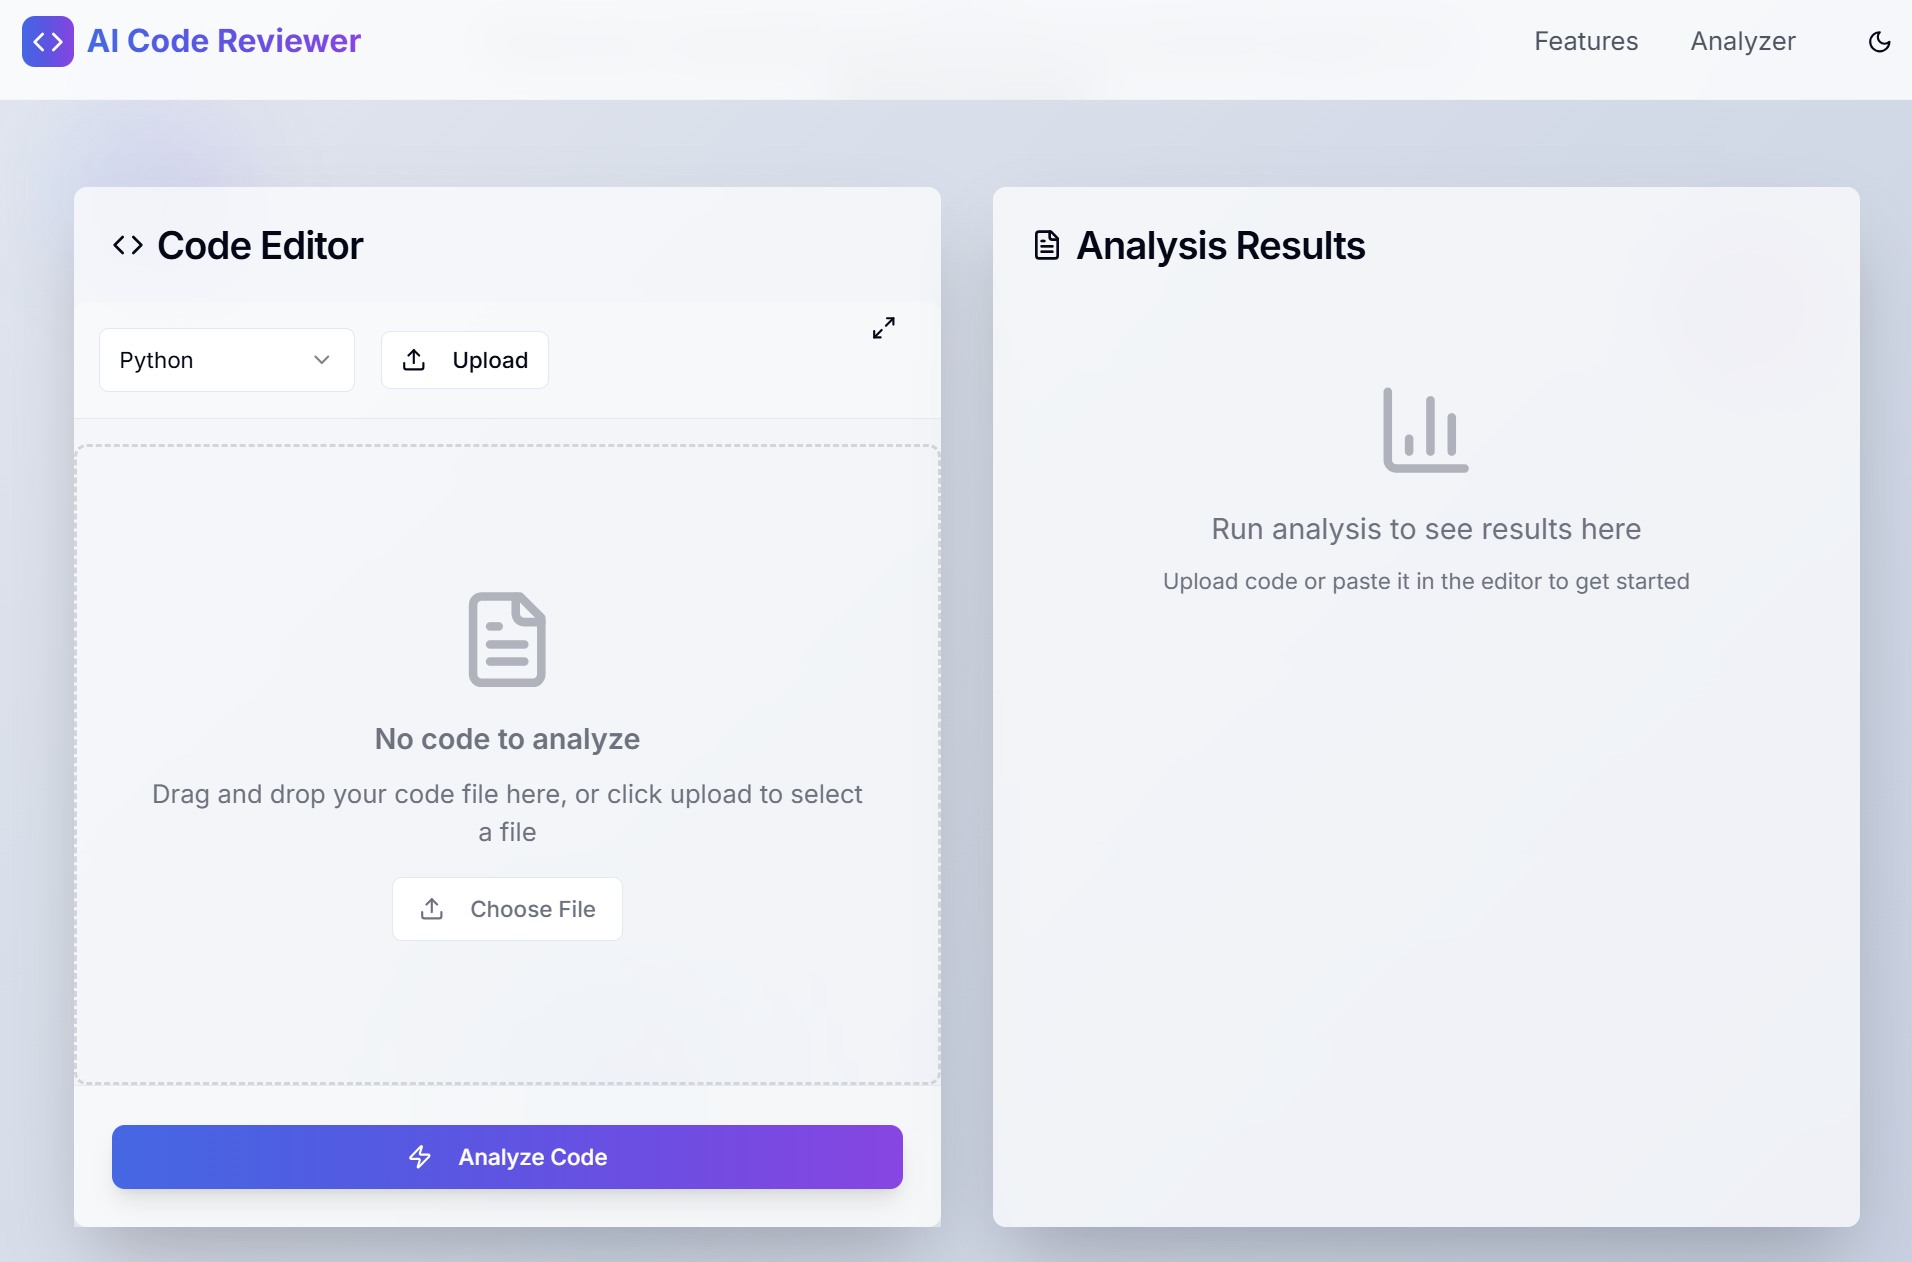 AI Code Reviewer
Features
Analyzer
Code Editor
Python
Upload
No code to analyze
Drag and drop your code file here, or click upload to select
a file
Choose File
Analyze Code
Analysis Results
Run analysis to see results here
Upload code or paste it in the editor to get started